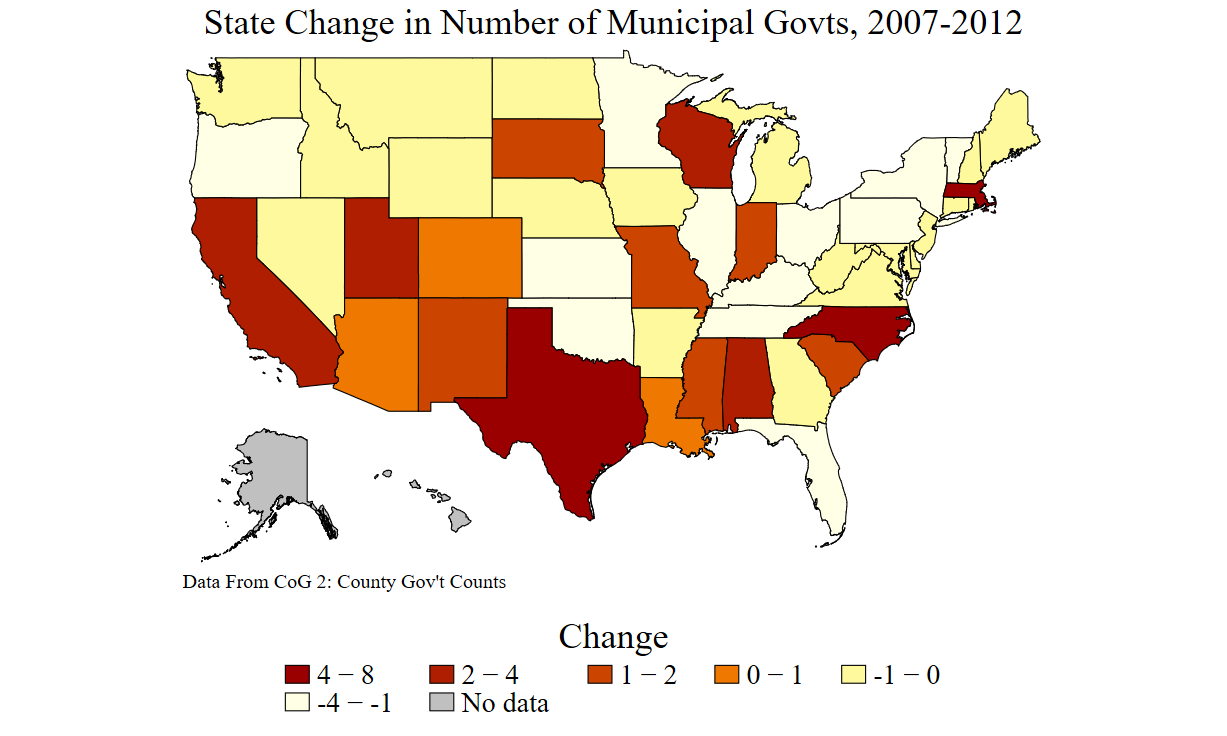 State Change in Number of Municipal Govts, 2007-2012
Data From CoG 2: County Gov't Counts
Change
4 − 8 2 − 4 1 − 2 0 − 1 -1 − 0
-4 − -1 No data